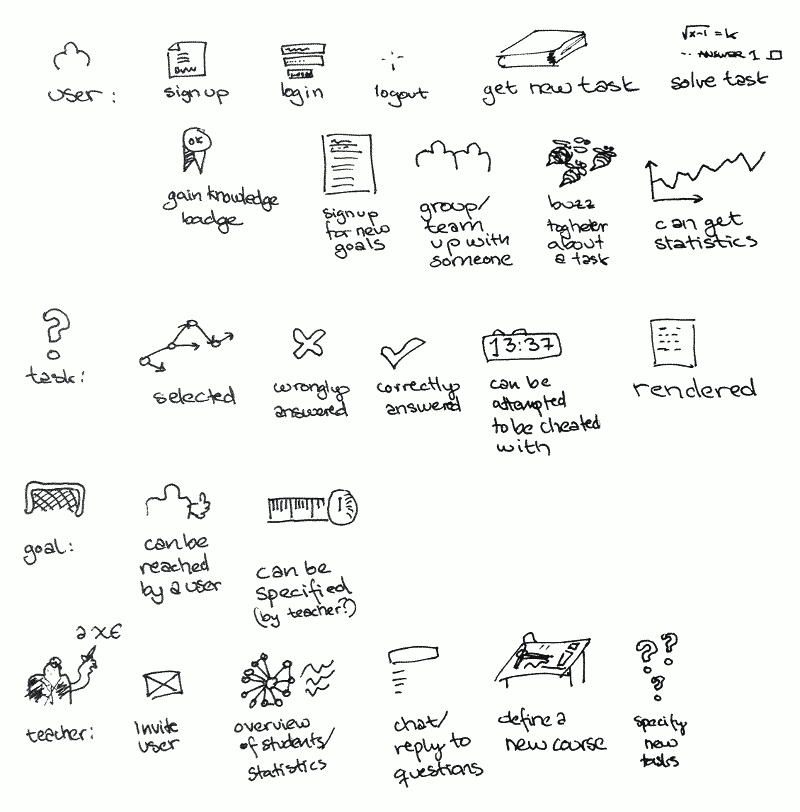 √x-1 = k
·· ANSWER 1
user: sign up login logout get new task solve task
OK
gain knowledge
badge
sign up
for new
goals
group/
team
up with
someone
buzz
togheter
about
a task
can get
statistics
?
13:37
task: selected
wrongly
answered
correctly
answered
can be
attempted
to be cheated
with
rendered
goal:
can be
reached
by a user
can be
specified
(by teacher?)
∂x€
? ?
?
teacher:
Invite
user
overview
of students/
statistics
chat/
reply to
questions
define a
new course
specify
new
tasks